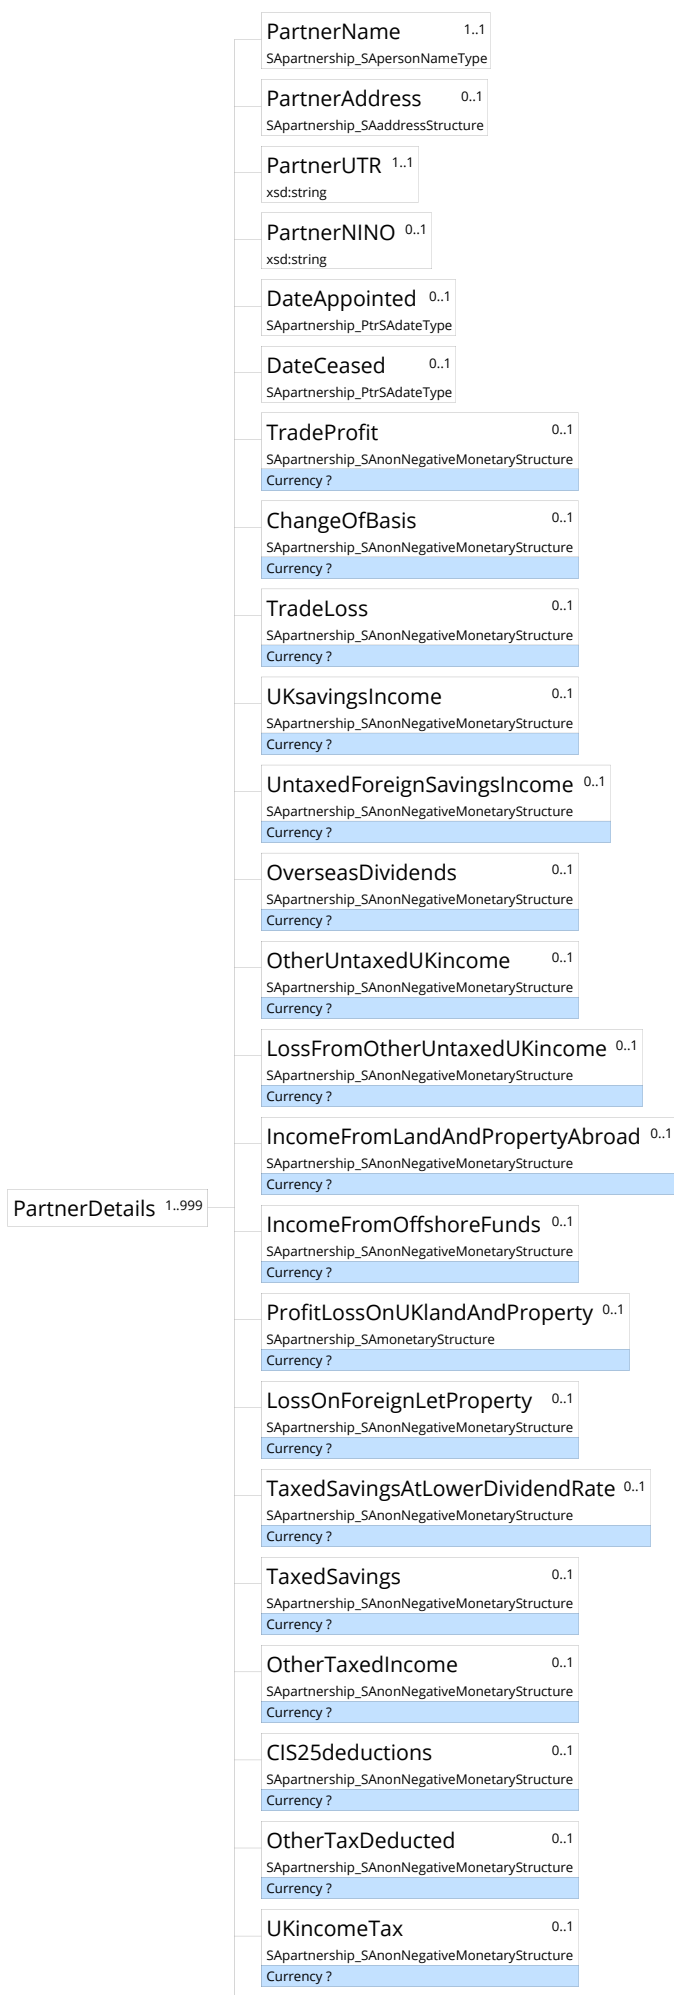 PartnerName 1..1
SApartnership_SApersonNameType
PartnerAddress 0..1
SApartnership_SAaddressStructure
PartnerUTR 1..1
xsd:string
PartnerNINO 0..1
xsd:string
DateAppointed 0..1
SApartnership_PtrSAdateType
DateCeased 0..1
SApartnership_PtrSAdateType
TradeProfit 0..1
SApartnership_SAnonNegativeMonetaryStructure
Currency ?
ChangeOfBasis 0..1
SApartnership_SAnonNegativeMonetaryStructure
Currency ?
TradeLoss 0..1
SApartnership_SAnonNegativeMonetaryStructure
Currency ?
UKsavingsIncome 0..1
SApartnership_SAnonNegativeMonetaryStructure
Currency ?
UntaxedForeignSavingsIncome 0..1
SApartnership_SAnonNegativeMonetaryStructure
Currency ?
OverseasDividends 0..1
SApartnership_SAnonNegativeMonetaryStructure
Currency ?
OtherUntaxedUKincome 0..1
SApartnership_SAnonNegativeMonetaryStructure
Currency ?
LossFromOtherUntaxedUKincome 0..1
SApartnership_SAnonNegativeMonetaryStructure
Currency ?
IncomeFromLandAndPropertyAbroad 0..1
SApartnership_SAnonNegativeMonetaryStructure
Currency ?
PartnerDetails 1..999
IncomeFromOffshoreFunds 0..1
SApartnership_SAnonNegativeMonetaryStructure
Currency ?
ProfitLossOnUKlandAndProperty 0..1
SApartnership_SAmonetaryStructure
Currency ?
LossOnForeignLetProperty 0..1
SApartnership_SAnonNegativeMonetaryStructure
Currency ?
TaxedSavingsAtLowerDividendRate 0..1
SApartnership_SAnonNegativeMonetaryStructure
Currency ?
TaxedSavings 0..1
SApartnership_SAnonNegativeMonetaryStructure
Currency ?
OtherTaxedIncome 0..1
SApartnership_SAnonNegativeMonetaryStructure
Currency ?
CIS25deductions 0..1
SApartnership_SAnonNegativeMonetaryStructure
Currency ?
OtherTaxDeducted 0..1
SApartnership_SAnonNegativeMonetaryStructure
Currency ?
UKincomeTax 0..1
SApartnership_SAnonNegativeMonetaryStructure
Currency ?